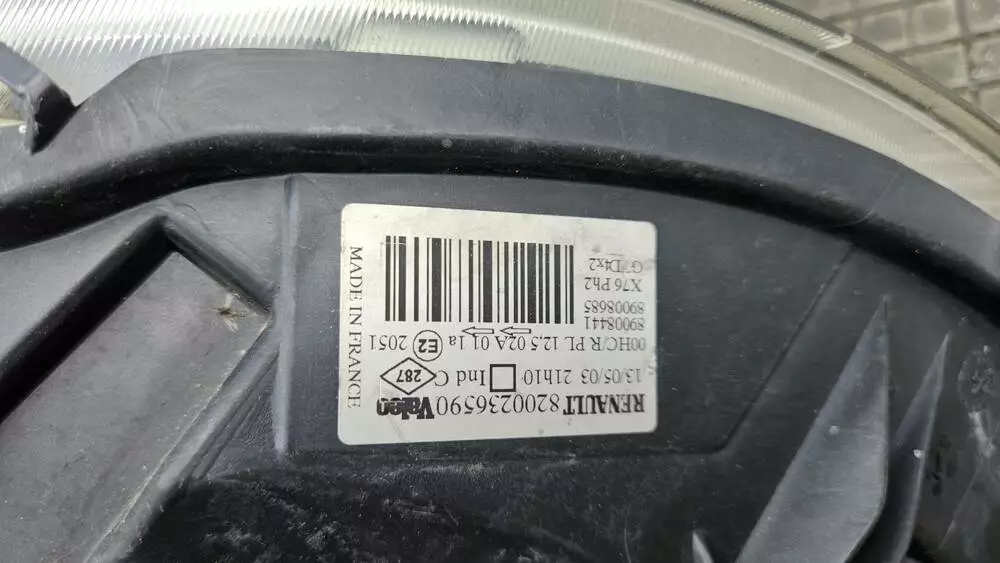 RENAULT 8200236590 Valeo
13/05/03 21h10 Ind C 287
00HC/R PL 12.5 02A 01 1a E2 2051
89008441
89008685
X76 Ph2
G7D4x2
MADE IN FRANCE